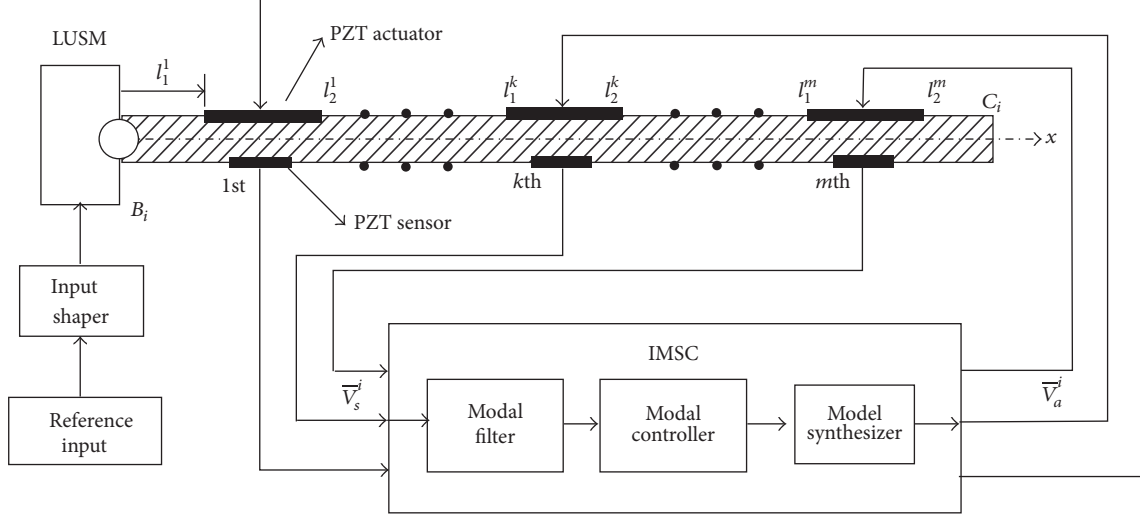 LUSM
PZT actuator
l_1^1
l_2^1
l_1^k
l_2^k
l_1^m
l_2^m
C_i
x
1st
kth
mth
B_i
PZT sensor
Input
shaper
IMSC
V̅_s^i
V̅_a^i
Reference
input
Modal
filter
Modal
controller
Model
synthesizer